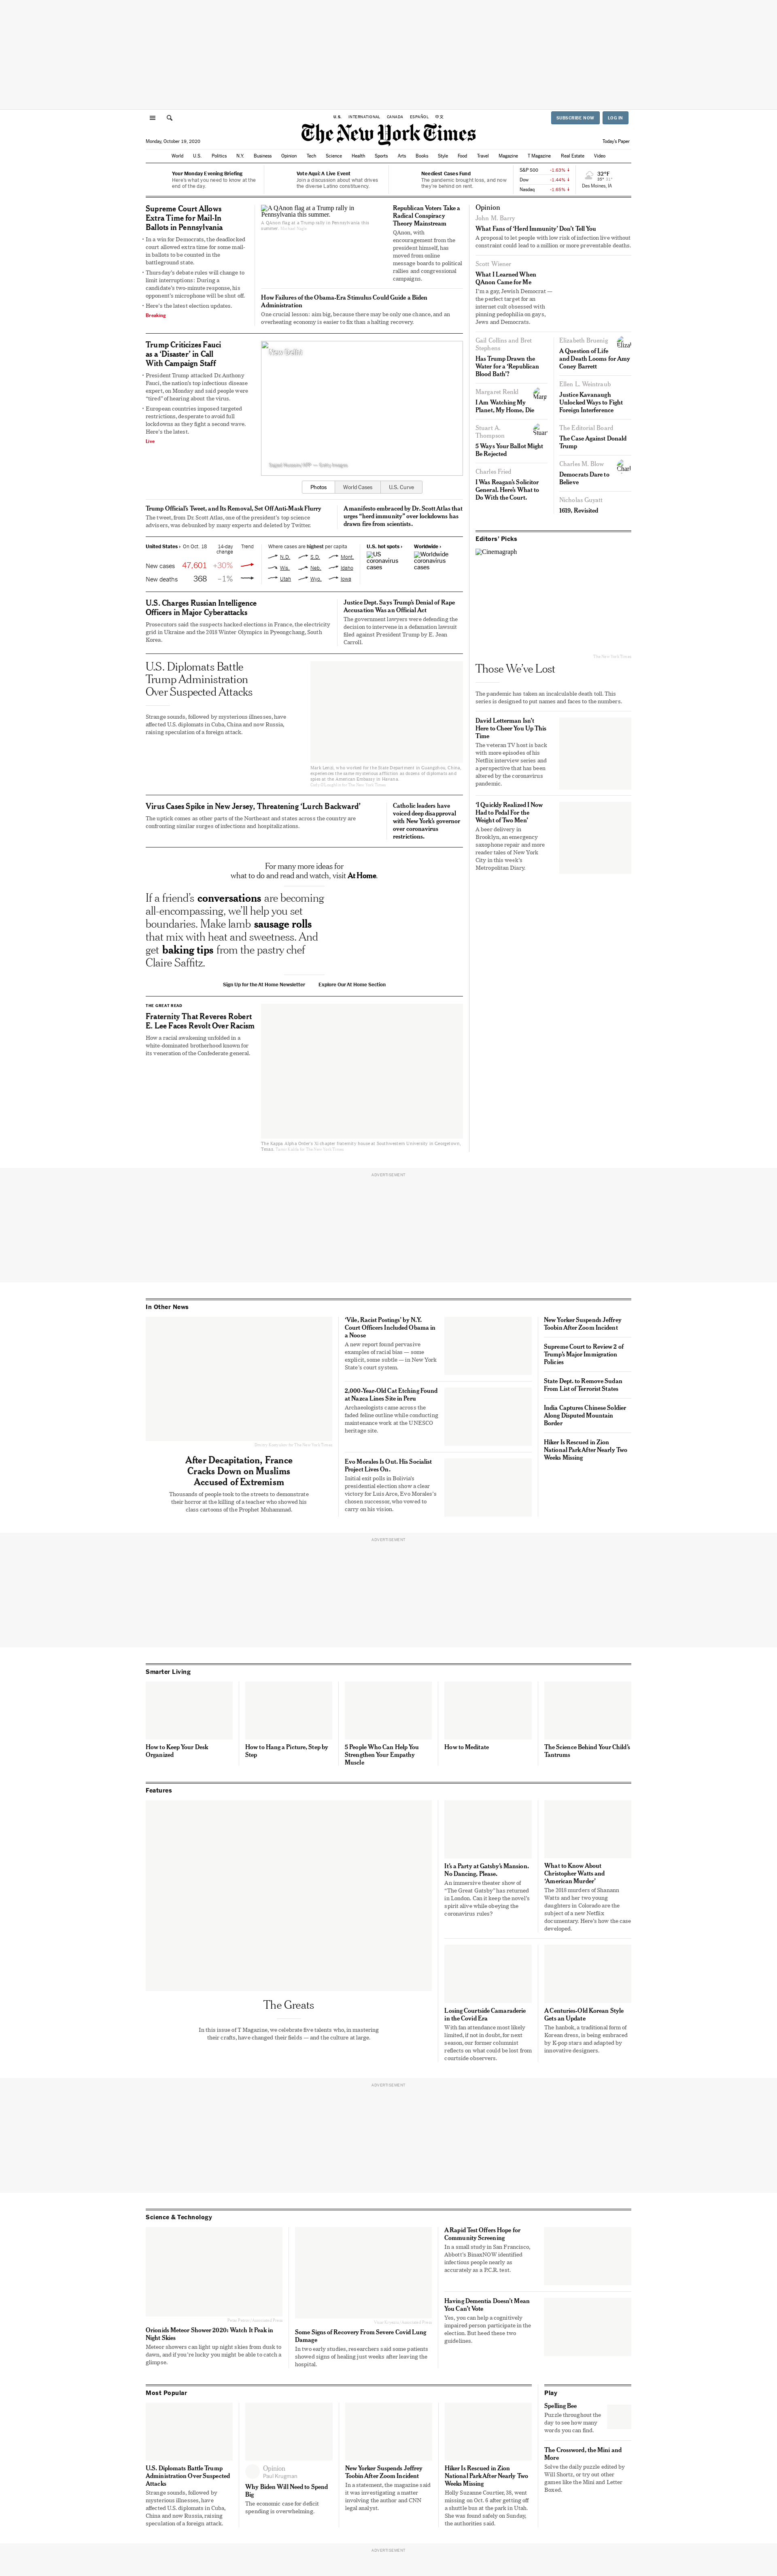 U.S. INTERNATIONAL CANADA ESPAÑOL 中文
SUBSCRIBE NOW LOG IN
The New York Times
Monday, October 19, 2020
Today's Paper
World U.S. Politics N.Y. Business Opinion Tech Science Health Sports Arts Books Style Food Travel Magazine T Magazine Real Estate Video
Your Monday Evening Briefing
Here's what you need to know at the
end of the day.
Wote Aquí: A Live Event
Join a discussion about what drives
the diverse Latino constituency.
Neediest Cases Fund
The pandemic brought loss, and now
they're behind on rent.
S&P 500 -1.63% ↓
Dow -1.44% ↓
Nasdaq -1.65% ↓
32°F
Des Moines, IA
Supreme Court Allows
Extra Time for Mail-In
Ballots in Pennsylvania
• In a win for Democrats, the deadlocked
court allowed extra time for some mail-
in ballots to be counted in the
battleground state.
• Thursday's debate rules will change to
limit interruptions: During a
candidate's two-minute response, his
opponent's microphone will be shut off.
• Here's the latest election updates.
Breaking
A QAnon flag at a Trump rally in
Pennsylvania this summer.
A QAnon flag at a Trump rally in Pennsylvania this
summer.
Republican Voters Take a
Radical Conspiracy
Theory Mainstream
QAnon, with
encouragement from the
president himself, has
moved from online
message boards to political
rallies and congressional
campaigns.
How Failures of the Obama-Era Stimulus Could Guide a Biden
Administration
One crucial lesson: aim big, because there may be only one chance, and an
overheating economy is easier to fix than a halting recovery.
Trump Criticizes Fauci
as a 'Disaster' in Call
With Campaign Staff
• President Trump attacked Dr. Anthony
Fauci, the nation's top infectious disease
expert, on Monday and said people were
"tired" of hearing about the virus.
• European countries imposed targeted
restrictions, desperate to avoid full
lockdowns as they fight a second wave.
Here's the latest.
Live
New Delhi
Sajjad Hussain/AFP — Getty Images
Photos World Cases U.S. Curve
Trump Official's Tweet, and Its Removal, Set Off Anti-Mask Flurry
The tweet, from Dr. Scott Atlas, one of the president's top science
advisers, was debunked by many experts and deleted by Twitter.
A manifesto embraced by Dr. Scott Atlas that
urges "herd immunity" over lockdowns has
drawn fire from scientists.
United States › On Oct. 18 14-day
change Trend
New cases 47,601 +30%
New deaths 368 –1%
Where cases are highest per capita
N.D. S.D. Mont.
Wis. Neb. Idaho
Utah Wyo. Iowa
U.S. hot spots ›
US
coronavirus
cases
Worldwide ›
Worldwide
coronavirus
cases
U.S. Charges Russian Intelligence
Officers in Major Cyberattacks
Prosecutors said the suspects hacked elections in France, the electricity
grid in Ukraine and the 2018 Winter Olympics in Pyeongchang, South
Korea.
Justice Dept. Says Trump's Denial of Rape
Accusation Was an Official Act
The government lawyers were defending the
decision to intervene in a defamation lawsuit
filed against President Trump by E. Jean
Carroll.
U.S. Diplomats Battle
Trump Administration
Over Suspected Attacks
Strange sounds, followed by mysterious illnesses, have
affected U.S. diplomats in Cuba, China and now Russia,
raising speculation of a foreign attack.
Mark Lenzi, who worked for the State Department in Guangzhou, China,
experienced the same mysterious affliction as dozens of diplomats and
spies at the American Embassy in Havana.
Virus Cases Spike in New Jersey, Threatening 'Lurch Backward'
The uptick comes as other parts of the Northeast and states across the country are
confronting similar surges of infections and hospitalizations.
Catholic leaders have
voiced deep disapproval
with New York's governor
over coronavirus
restrictions.
For many more ideas for
what to do and read and watch, visit At Home.
If a friend's conversations are becoming
all-encompassing, we'll help you set
boundaries. Make lamb sausage rolls
that mix with heat and sweetness. And
get baking tips from the pastry chef
Claire Saffitz.
Sign Up for the At Home Newsletter Explore Our At Home Section
THE GREAT READ
Fraternity That Reveres Robert
E. Lee Faces Revolt Over Racism
How a racial awakening unfolded in a
white-dominated brotherhood known for
its veneration of the Confederate general.
The Kappa Alpha Order's Xi chapter fraternity house at Southwestern University in Georgetown,
Texas.
Opinion
John M. Barry
What Fans of 'Herd Immunity' Don't Tell You
A proposal to let people with low risk of infection live without
constraint could lead to a million or more preventable deaths.
Scott Wiener
What I Learned When
QAnon Came for Me
I'm a gay, Jewish Democrat —
the perfect target for an
internet cult obsessed with
pinning pedophilia on gays,
Jews and Democrats.
Gail Collins and Bret
Stephens
Has Trump Drawn the
Water for a 'Republican
Blood Bath'?
Margaret Renkl
I Am Watching My
Planet, My Home, Die
Stuart A.
Thompson
5 Ways Your Ballot Might
Be Rejected
Charles Fried
I Was Reagan's Solicitor
General. Here's What to
Do With the Court.
Elizabeth Bruenig
A Question of Life
and Death Looms for Amy
Coney Barrett
Ellen L. Weintraub
Justice Kavanaugh
Unlocked Ways to Fight
Foreign Interference
The Editorial Board
The Case Against Donald
Trump
Charles M. Blow
Democrats Dare to
Believe
Nicholas Guyatt
1619, Revisited
Editors' Picks
Cinemagraph
The New York Times
Those We've Lost
The pandemic has taken an incalculable death toll. This
series is designed to put names and faces to the numbers.
David Letterman Isn't
Here to Cheer You Up This
Time
The veteran TV host is back
with more episodes of his
Netflix interview series and
a perspective that has been
altered by the coronavirus
pandemic.
'I Quickly Realized I Now
Had to Pedal For the
Weight of Two Men'
A beer delivery in
Brooklyn, an emergency
saxophone repair and more
reader tales of New York
City in this week's
Metropolitan Diary.
ADVERTISEMENT
In Other News
After Decapitation, France
Cracks Down on Muslims
Accused of Extremism
Thousands of people took to the streets to demonstrate
their horror at the killing of a teacher who showed his
class cartoons of the Prophet Muhammad.
'Vile, Racist Postings' by N.Y.
Court Officers Included Obama in
a Noose
A new report found pervasive
examples of racial bias — some
explicit, some subtle — in New York
State's court system.
2,000-Year-Old Cat Etching Found
at Nazca Lines Site in Peru
Archaeologists came across the
faded feline outline while conducting
maintenance work at the UNESCO
heritage site.
Evo Morales Is Out. His Socialist
Project Lives On.
Initial exit polls in Bolivia's
presidential election show a clear
victory for Luis Arce, Evo Morales's
chosen successor, who vowed to
carry on his vision.
New Yorker Suspends Jeffrey
Toobin After Zoom Incident
Supreme Court to Review 2 of
Trump's Major Immigration
Policies
State Dept. to Remove Sudan
From List of Terrorist States
India Captures Chinese Soldier
Along Disputed Mountain
Border
Hiker Is Rescued in Zion
National Park After Nearly Two
Weeks Missing
ADVERTISEMENT
Smarter Living
How to Keep Your Desk
Organized
How to Hang a Picture, Step by
Step
5 People Who Can Help You
Strengthen Your Empathy
Muscle
How to Meditate
The Science Behind Your Child's
Tantrums
Features
The Greats
In this issue of T Magazine, we celebrate five talents who, in mastering
their crafts, have changed their fields — and the culture at large.
It's a Party at Gatsby's Mansion.
No Dancing, Please.
An immersive theater show of
"The Great Gatsby" has returned
in London. Can it keep the novel's
spirit alive while obeying the
coronavirus rules?
What to Know About
Christopher Watts and
'American Murder'
The 2018 murders of Shanann
Watts and her two young
daughters in Colorado are the
subject of a new Netflix
documentary. Here's how the case
developed.
Losing Courtside Camaraderie
in the Covid Era
With fan attendance most likely
limited, if not in doubt, for next
season, our former columnist
reflects on what could be lost from
courtside observers.
A Centuries-Old Korean Style
Gets an Update
The hanbok, a traditional form of
Korean dress, is being embraced
by K-pop stars and adapted by
innovative designers.
ADVERTISEMENT
Science & Technology
Orionids Meteor Shower 2020: Watch It Peak in
Night Skies
Meteor showers can light up night skies from dusk to
dawn, and if you're lucky you might be able to catch a
glimpse.
Some Signs of Recovery From Severe Covid Lung
Damage
In two early studies, researchers said some patients
showed signs of healing just weeks after leaving the
hospital.
A Rapid Test Offers Hope for
Community Screening
In a small study in San Francisco,
Abbott's BinaxNOW identified
infectious people nearly as
accurately as a P.C.R. test.
Having Dementia Doesn't Mean
You Can't Vote
Yes, you can help a cognitively
impaired person participate in the
election. But heed these two
guidelines.
Most Popular
U.S. Diplomats Battle Trump
Administration Over Suspected
Attacks
Strange sounds, followed by
mysterious illnesses, have
affected U.S. diplomats in Cuba,
China and now Russia, raising
speculation of a foreign attack.
Opinion
Paul Krugman
Why Biden Will Need to Spend
Big
The economic case for deficit
spending is overwhelming.
New Yorker Suspends Jeffrey
Toobin After Zoom Incident
In a statement, the magazine said
it was investigating a matter
involving the author and CNN
legal analyst.
Hiker Is Rescued in Zion
National Park After Nearly Two
Weeks Missing
Holly Suzanne Courtier, 38, went
missing on Oct. 6 after getting off
a shuttle bus at the park in Utah.
She was found safely on Sunday,
the authorities said.
Play
Spelling Bee
Puzzle throughout the
day to see how many
words you can find.
The Crossword, the Mini and
More
Solve the daily puzzle edited by
Will Shortz, or try out other
games like the Mini and Letter
Boxed.
ADVERTISEMENT